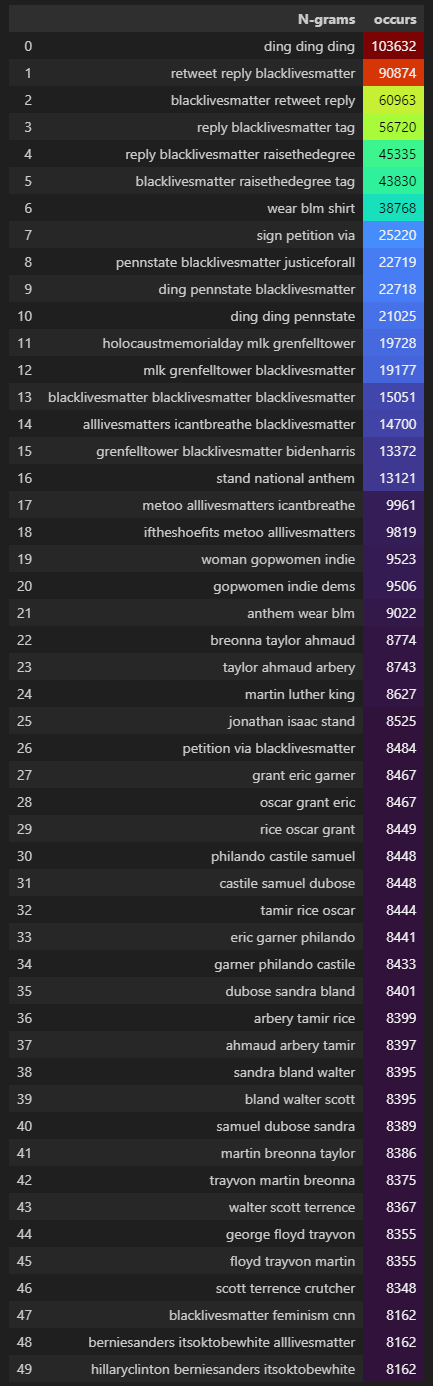 N-grams occurs
0 ding ding ding 103632
1 retweet reply blacklivesmatter 90874
2 blacklivesmatter retweet reply 60963
3 reply blacklivesmatter tag 56720
4 reply blacklivesmatter raisethedegree 45335
5 blacklivesmatter raisethedegree tag 43830
6 wear blm shirt 38768
7 sign petition via 25220
8 pennstate blacklivesmatter justiceforall 22719
9 ding pennstate blacklivesmatter 22718
10 ding ding pennstate 21025
11 holocaustmemorialday mlk grenfelltower 19728
12 mlk grenfelltower blacklivesmatter 19177
13 blacklivesmatter blacklivesmatter blacklivesmatter 15051
14 alllivesmatters icantbreathe blacklivesmatter 14700
15 grenfelltower blacklivesmatter bidenharris 13372
16 stand national anthem 13121
17 metoo alllivesmatters icantbreathe 9961
18 iftheshoefits metoo alllivesmatters 9819
19 woman gopwomen indie 9523
20 gopwomen indie dems 9506
21 anthem wear blm 9022
22 breonna taylor ahmaud 8774
23 taylor ahmaud arbery 8743
24 martin luther king 8627
25 jonathan isaac stand 8525
26 petition via blacklivesmatter 8484
27 grant eric garner 8467
28 oscar grant eric 8467
29 rice oscar grant 8449
30 philando castile samuel 8448
31 castile samuel dubose 8448
32 tamir rice oscar 8444
33 eric garner philando 8441
34 garner philando castile 8433
35 dubose sandra bland 8401
36 arbery tamir rice 8399
37 ahmaud arbery tamir 8397
38 sandra bland walter 8395
39 bland walter scott 8395
40 samuel dubose sandra 8389
41 martin breonna taylor 8386
42 trayvon martin breonna 8375
43 walter scott terrence 8367
44 george floyd trayvon 8355
45 floyd trayvon martin 8355
46 scott terrence crutcher 8348
47 blacklivesmatter feminism cnn 8162
48 berniesanders itsoktobewhite alllivesmatter 8162
49 hillaryclinton berniesanders itsoktobewhite 8162